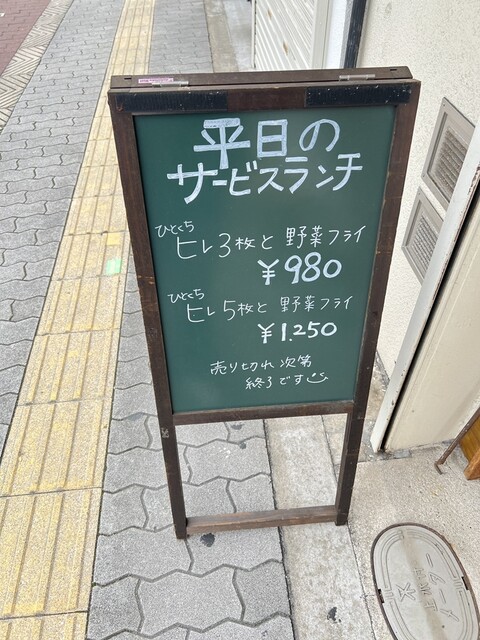 平日の
サービスランチ
ひとくち
ヒレ3枚と 野菜フライ
¥980
ひとくち
ヒレ5枚と 野菜フライ
¥1.250
売り切れ次第
終了です